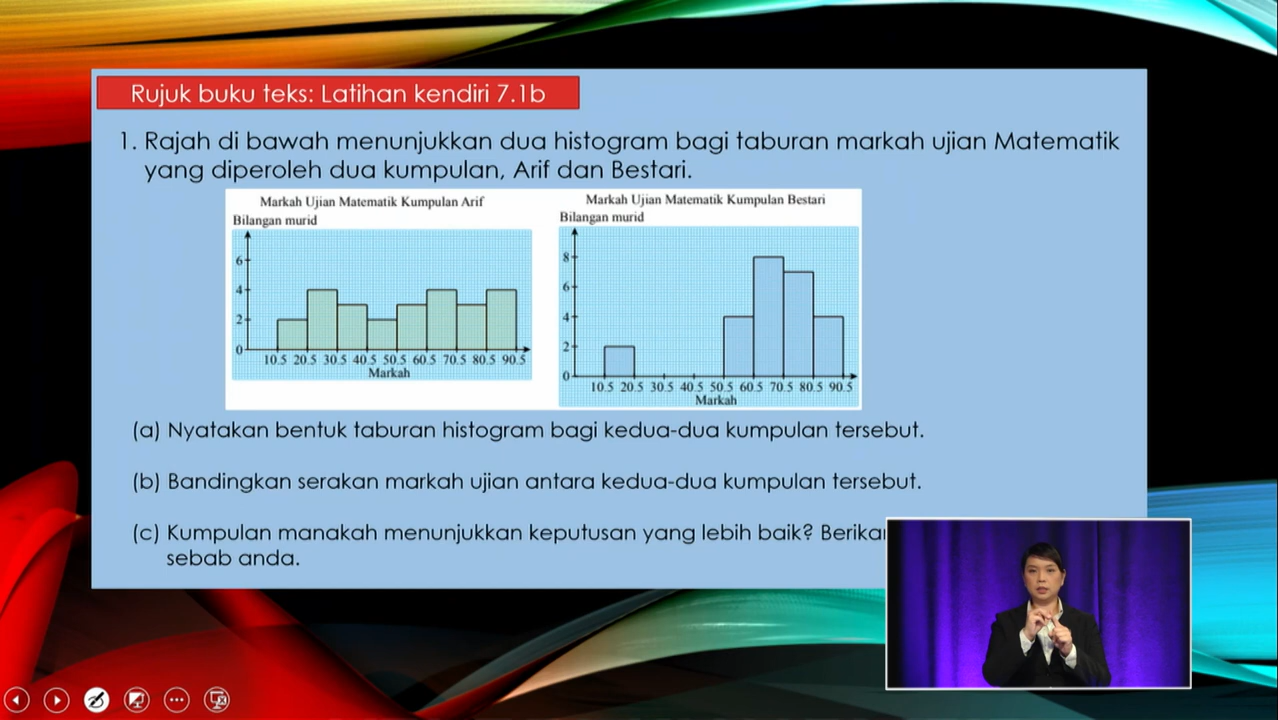 Rujuk buku teks: Latihan kendiri 7.1b
1. Rajah di bawah menunjukkan dua histogram bagi taburan markah ujian Matematik
yang diperoleh dua kumpulan, Arif dan Bestari.
Markah Ujian Matematik Kumpulan Arif
Bilangan murid
6
4
2
0
10.5 20.5 30.5 40.5 50.5 60.5 70.5 80.5 90.5
Markah
Markah Ujian Matematik Kumpulan Bestari
Bilangan murid
8
6
4
2
0
10.5 20.5 30.5 40.5 50.5 60.5 70.5 80.5 90.5
Markah
(a) Nyatakan bentuk taburan histogram bagi kedua-dua kumpulan tersebut.
(b) Bandingkan serakan markah ujian antara kedua-dua kumpulan tersebut.
(c) Kumpulan manakah menunjukkan keputusan yang lebih baik?
sebab anda.